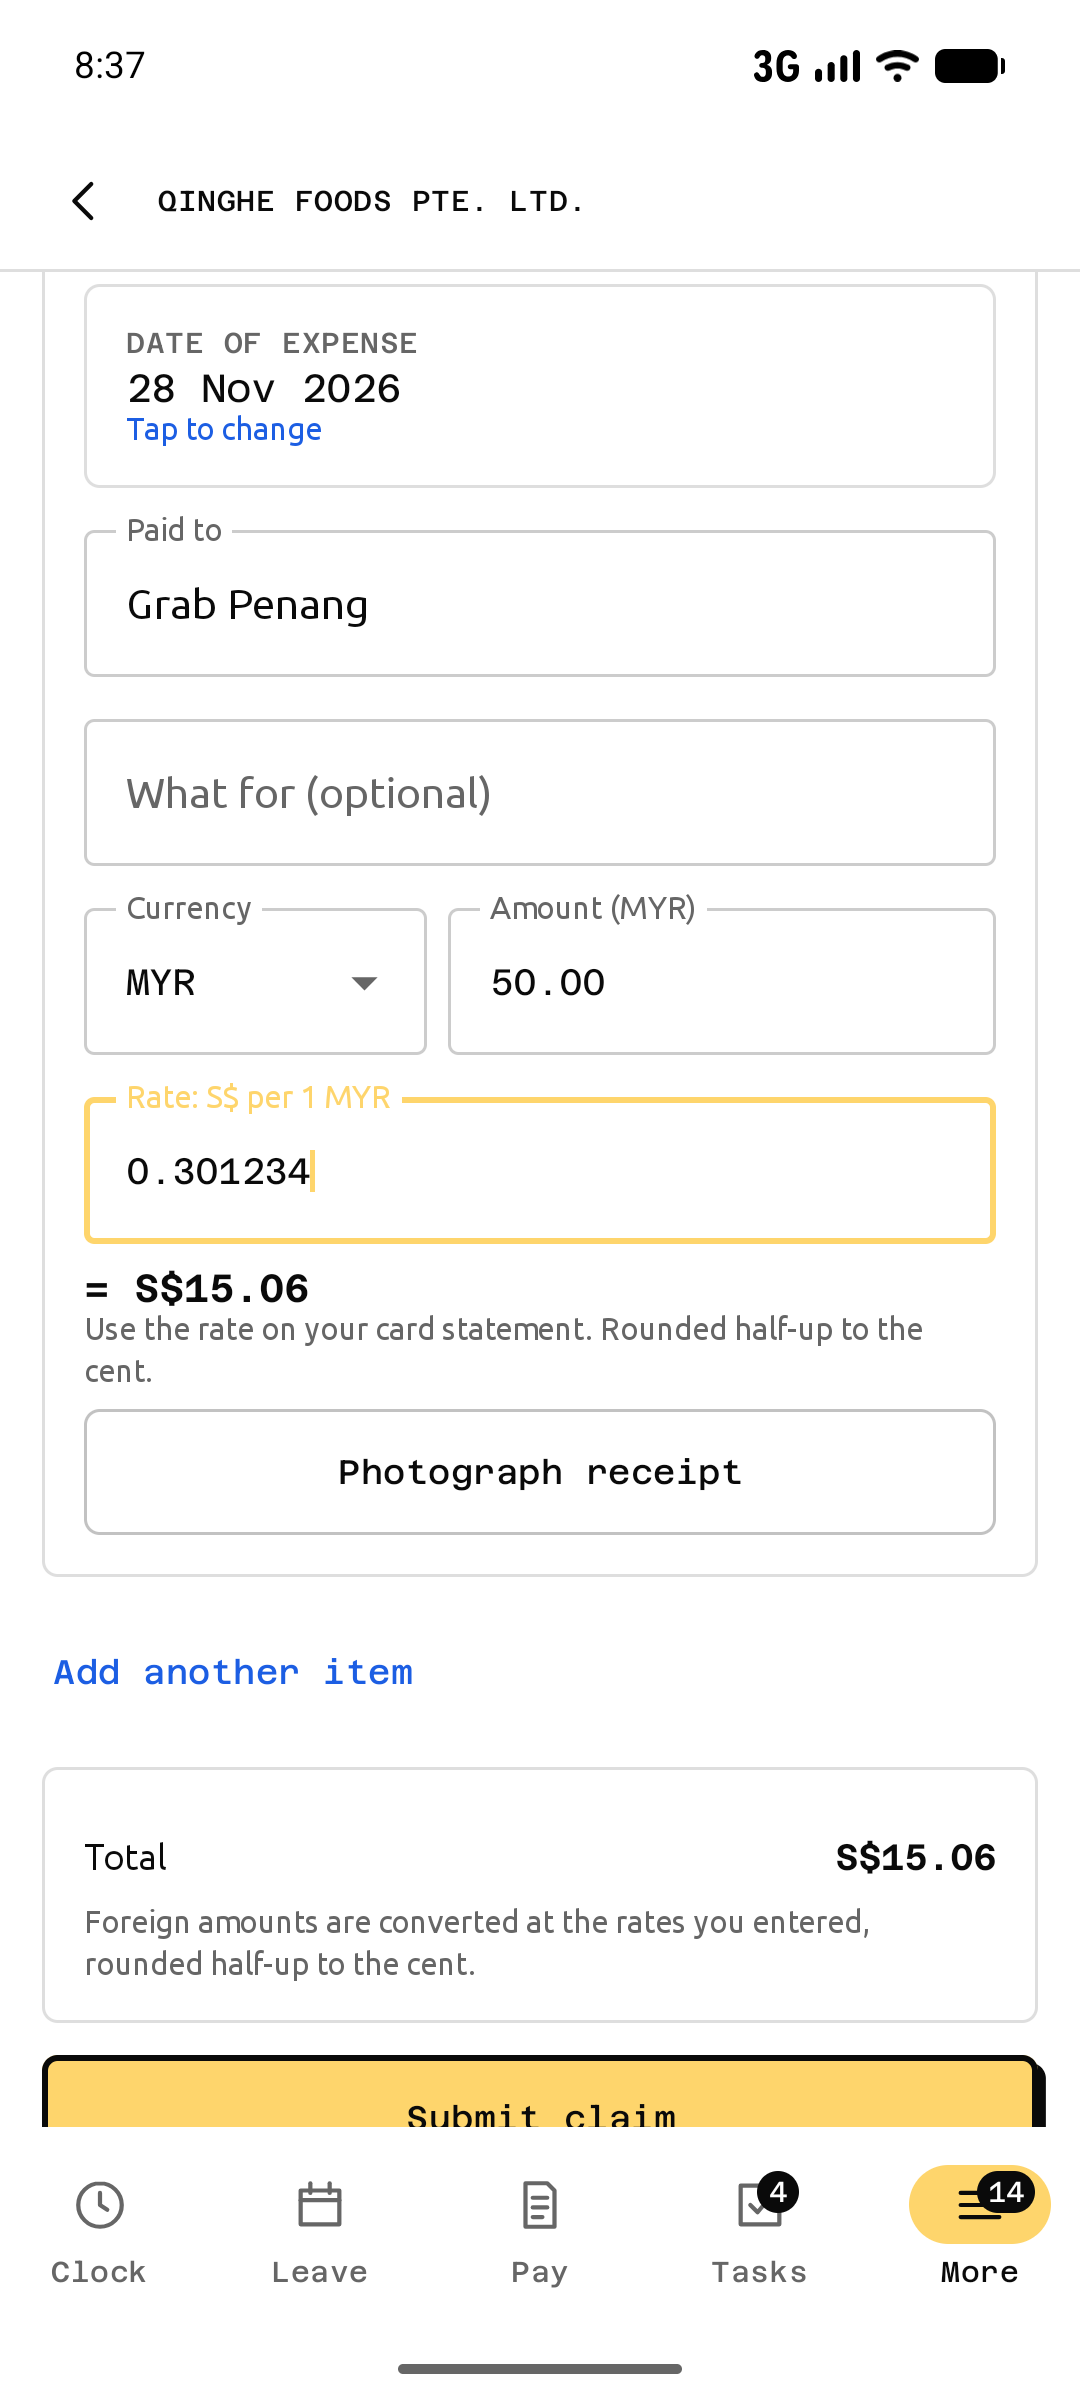 8:37
3G
QINGHE FOODS PTE. LTD.
DATE OF EXPENSE
28 Nov 2026
Tap to change
Paid to
Grab Penang
What for (optional)
Currency
MYR
Amount (MYR)
50.00
Rate: S$ per 1 MYR
0.301234
= S$15.06
Use the rate on your card statement. Rounded half-up to the
cent.
Photograph receipt
Add another item
Total
S$15.06
Foreign amounts are converted at the rates you entered,
rounded half-up to the cent.
Submit claim
4
14
Clock
Leave
Pay
Tasks
More